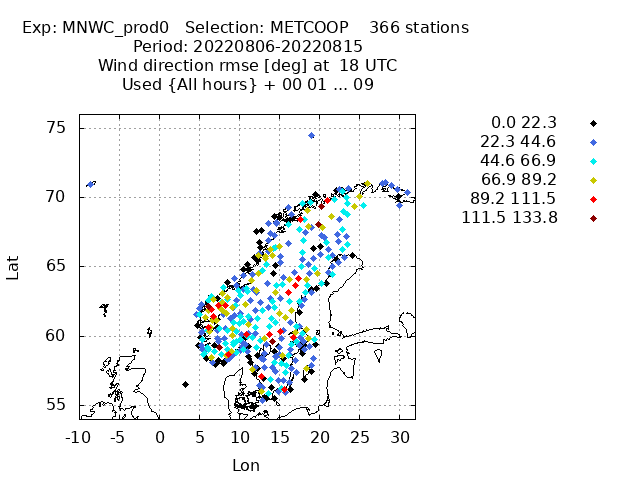 Exp: MNWC_prod0   Selection: METCOOP    366 stations
Period: 20220806-20220815
Wind direction rmse [deg] at  18 UTC
Used {All hours} + 00 01 ... 09
0.0 22.3
22.3 44.6
44.6 66.9
66.9 89.2
89.2 111.5
111.5 133.8
75
70
65
60
55
Lat
-10 -5 0 5 10 15 20 25 30
Lon